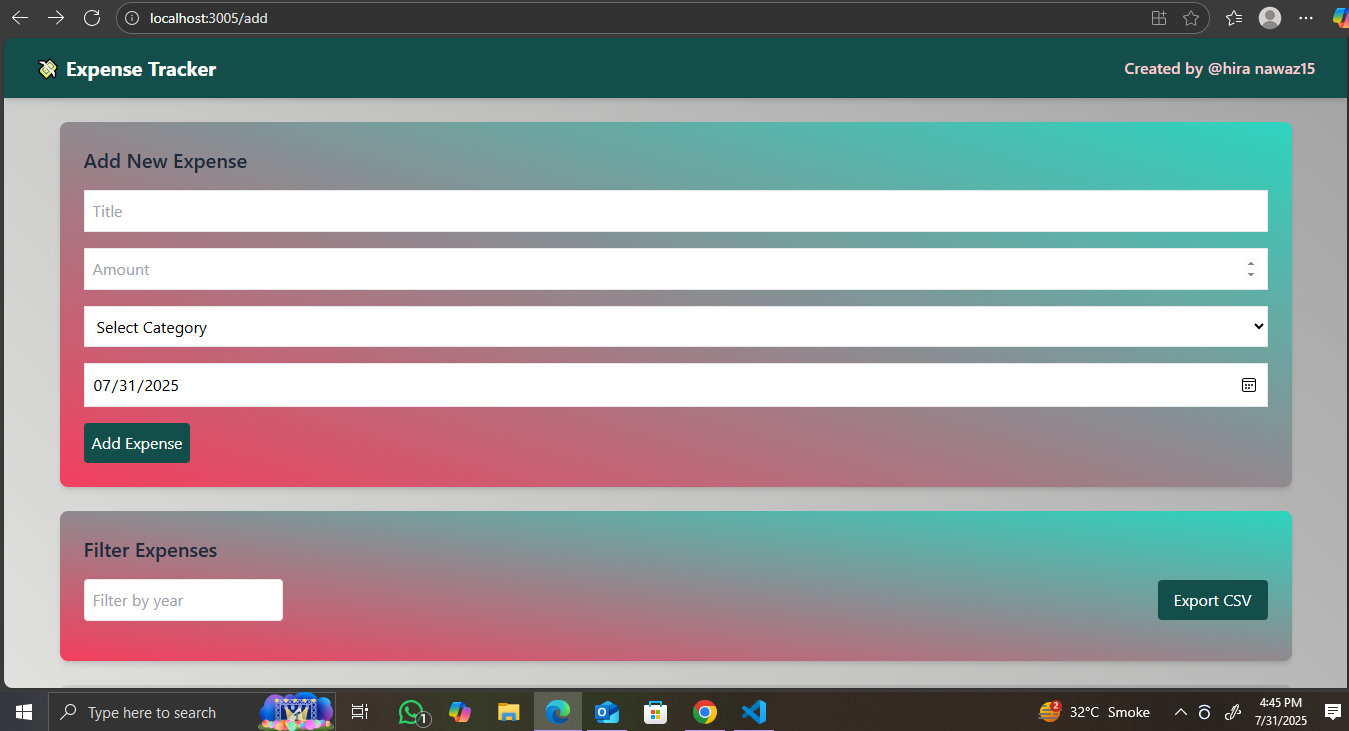 localhost:3005/add
Expense Tracker
Created by @hira nawaz15
Add New Expense
Title
Amount
Select Category
07/31/2025
Add Expense
Filter Expenses
Filter by year
Export CSV
Type here to search
1
2
32°C Smoke
4:45 PM
7/31/2025